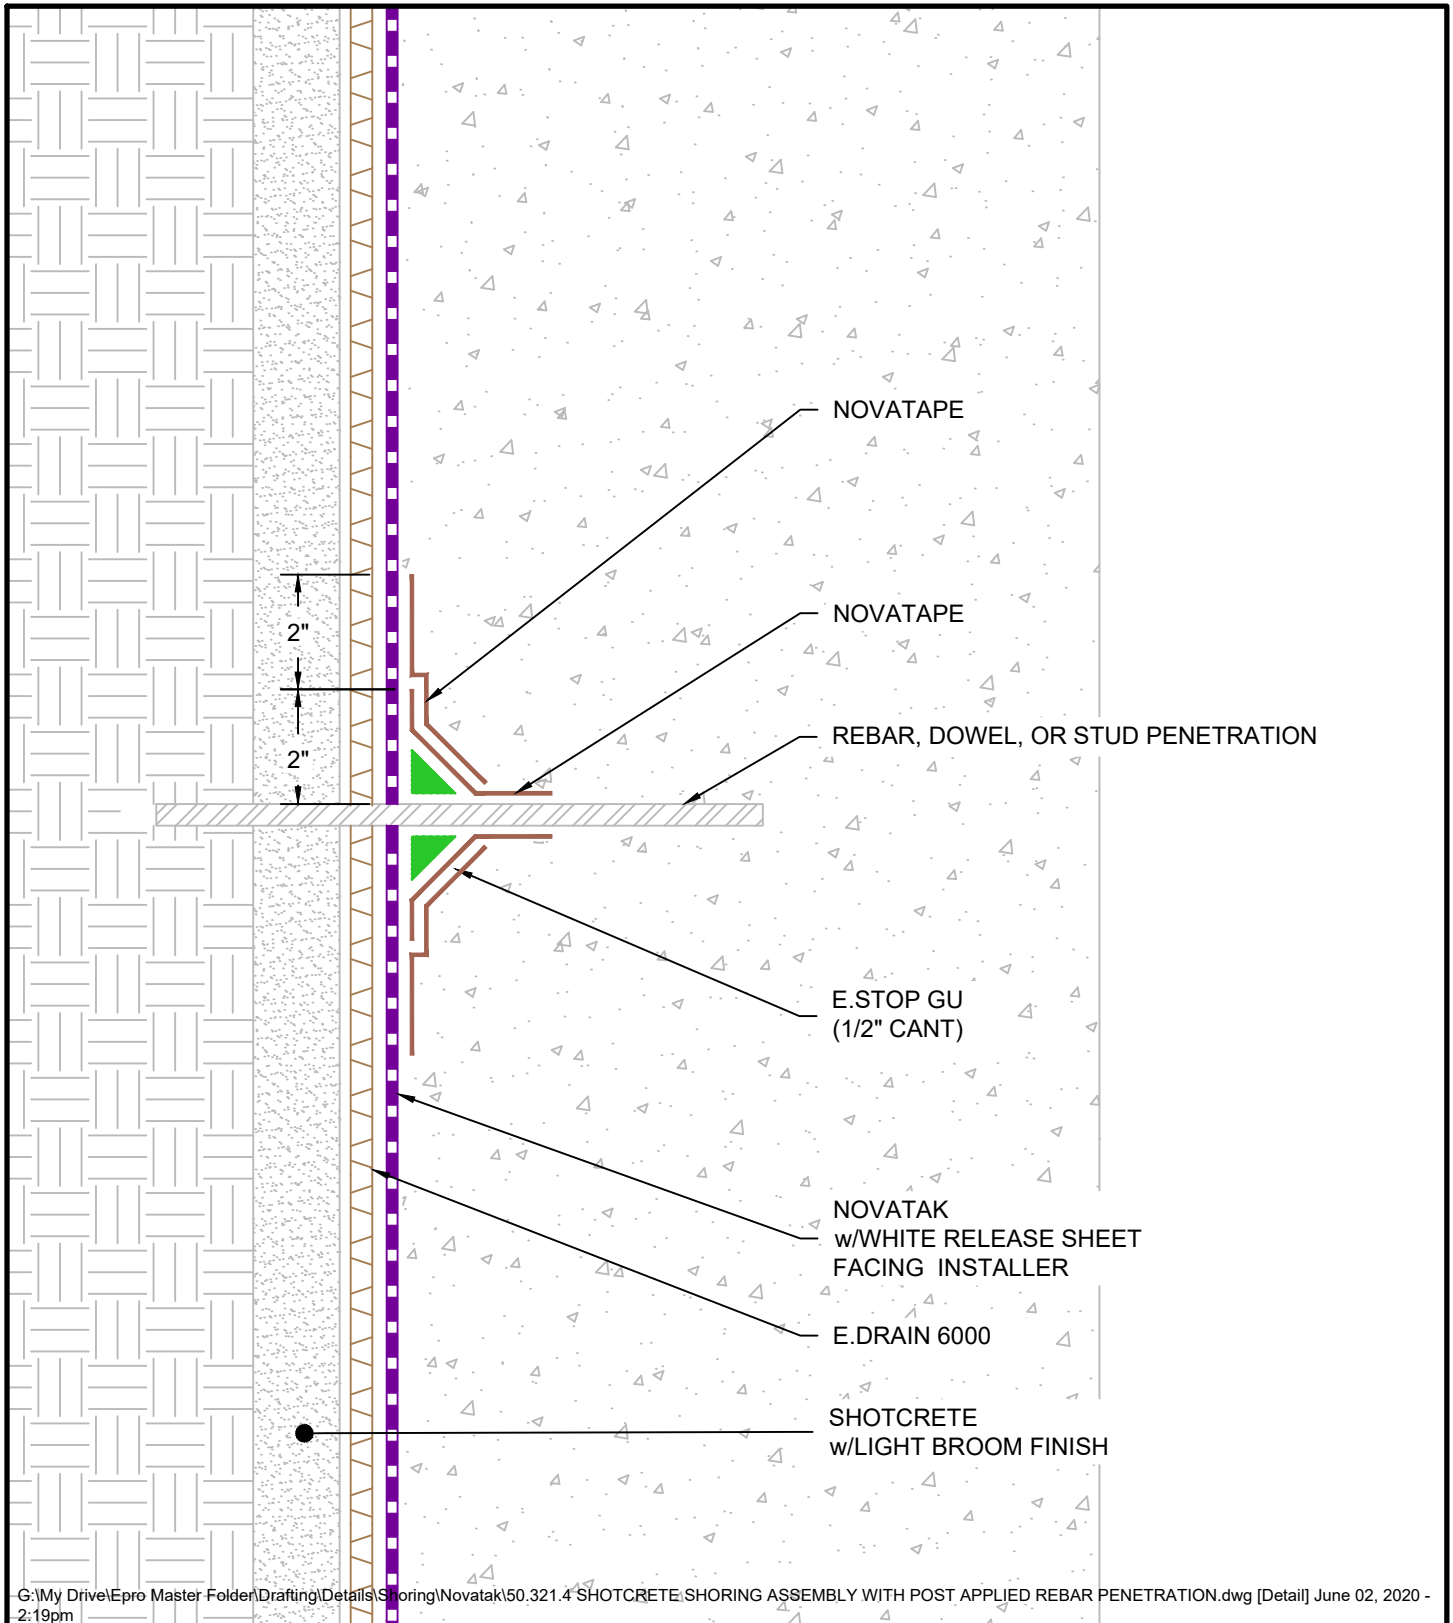 NOVATAPE
2"
NOVATAPE
REBAR, DOWEL, OR STUD PENETRATION
2"
E.STOP GU
(1/2" CANT)
NOVATAK
w/WHITE RELEASE SHEET
FACING INSTALLER
E.DRAIN 6000
SHOTCRETE
w/LIGHT BROOM FINISH
G:\My Drive\Epro Master Folder\Drafting\Details\Shoring\Novatak\50.321.4 SHOTCRETE SHORING ASSEMBLY WITH POST APPLIED REBAR PENETRATION.dwg [Detail] June 02, 2020 -
2:19pm